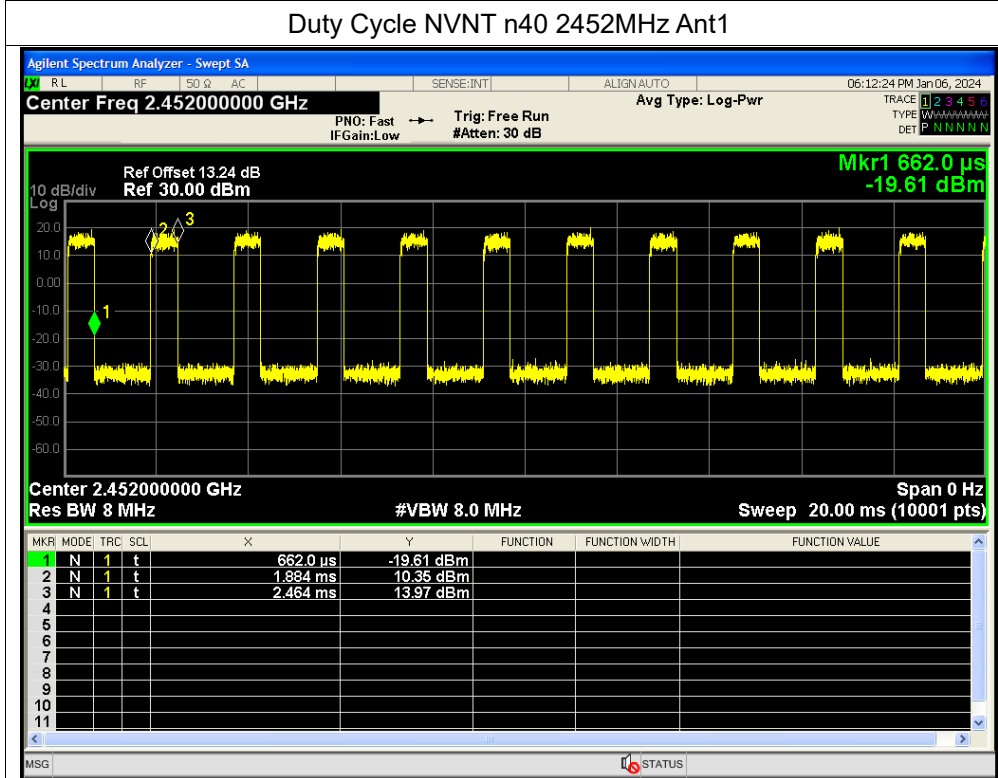 Duty Cycle NVNT n40 2452MHz Ant1
Agilent Spectrum Analyzer - Swept SA
LXI RL RF 50 Ω AC SENSE:INT ALIGN AUTO 06:12:24 PM Jan 06, 2024
Center Freq 2.452000000 GHz Avg Type: Log-Pwr TRACE 1 2 3 4 5 6
PNO: Fast Trig: Free Run TYPE WWWWWW
IFGain:Low #Atten: 30 dB DET P N N N N N
Mkr1 662.0 µs
-19.61 dBm
Ref Offset 13.24 dB
10 dB/div Ref 30.00 dBm
Log
20.0
10.0
0.00
-10.0
-20.0
-30.0
-40.0
-50.0
-60.0
1
2
3
Center 2.452000000 GHz Span 0 Hz
Res BW 8 MHz #VBW 8.0 MHz Sweep 20.00 ms (10001 pts)
MKR MODE TRC SCL X Y FUNCTION FUNCTION WIDTH FUNCTION VALUE
1 N 1 t 662.0 µs -19.61 dBm
2 N 1 t 1.884 ms 10.35 dBm
3 N 1 t 2.464 ms 13.97 dBm
4
5
6
7
8
9
10
11
MSG STATUS